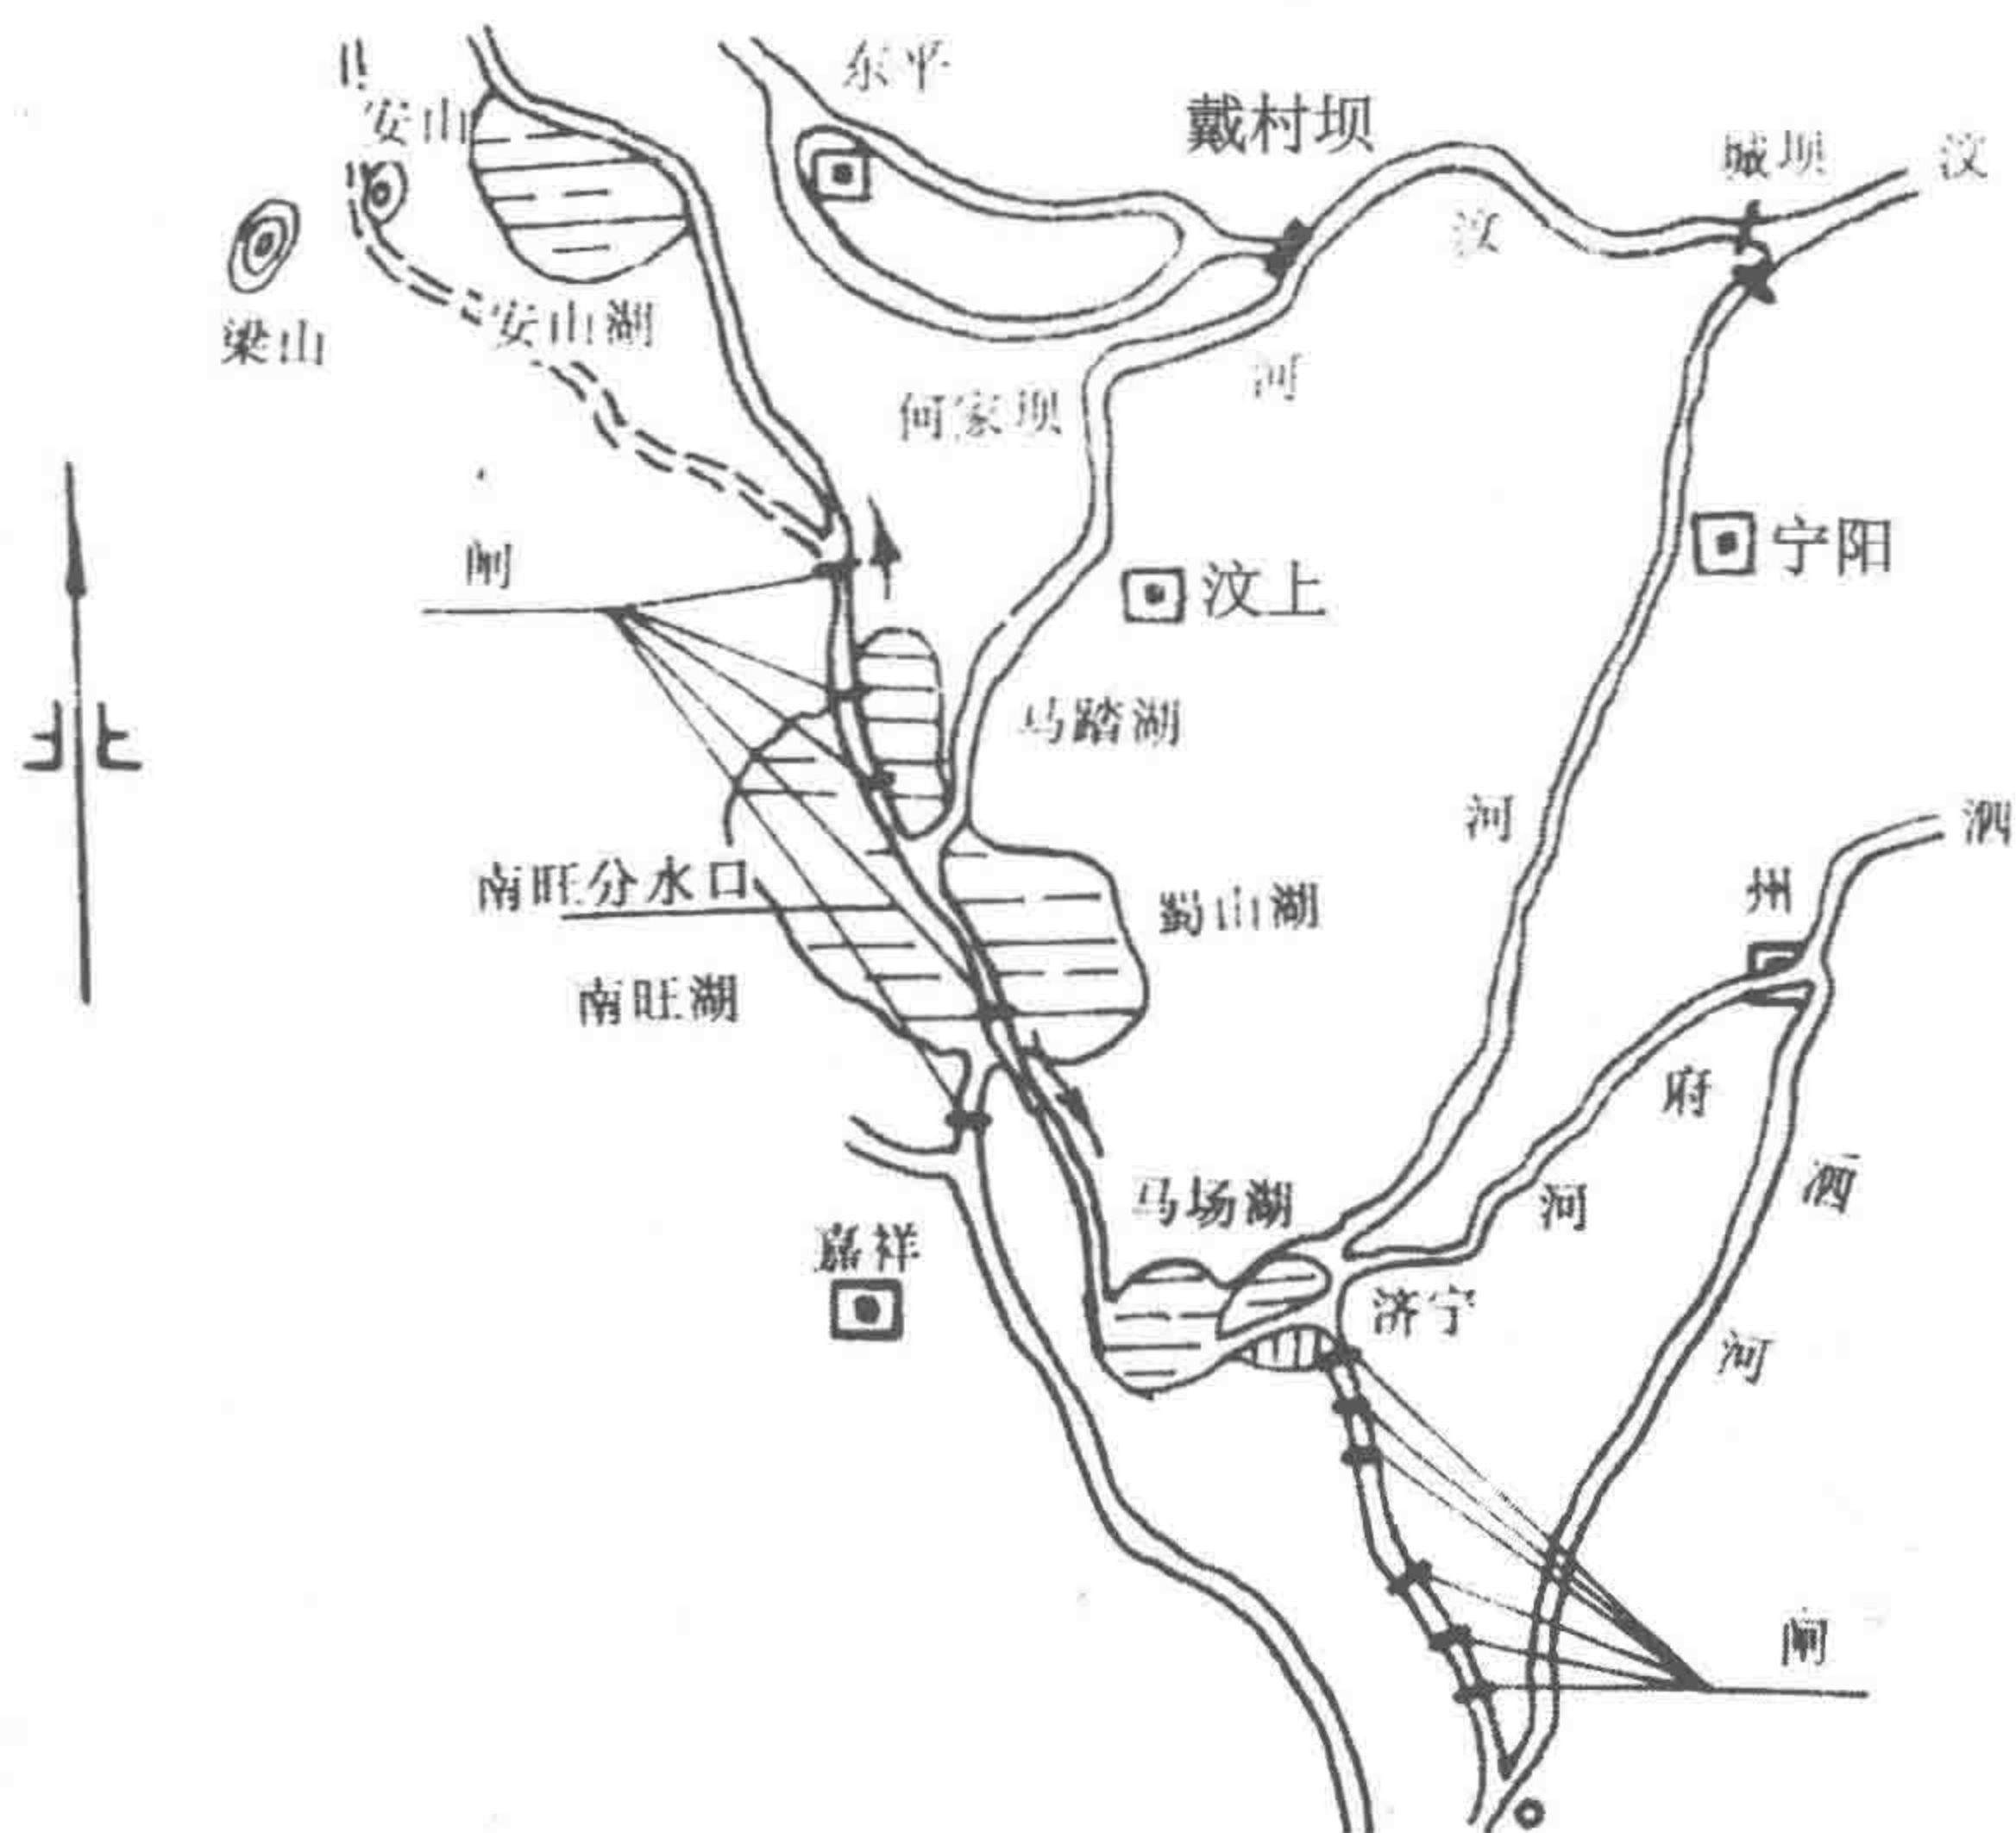 东平
安山
戴村坝
堽坝
汶
汶
梁山
安山湖
何家坝
河
闸
汶上
宁阳
北
马踏湖
河
泗
南旺分水口
州
蜀山湖
南旺湖
府
马场湖
河
泗
嘉祥
济宁
河
闸